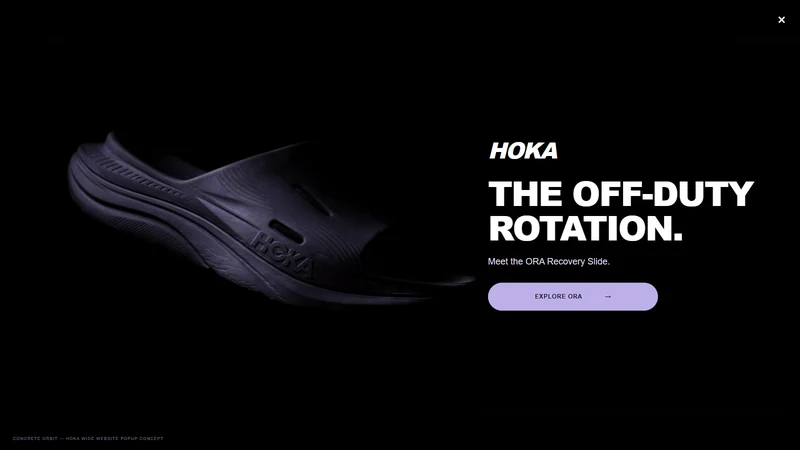 ×
HOKA
THE OFF-DUTY
ROTATION.
Meet the ORA Recovery Slide.
EXPLORE ORA →
HOKA
CONCRETE ORBIT — HOKA WIDE WEBSITE POPUP CONCEPT